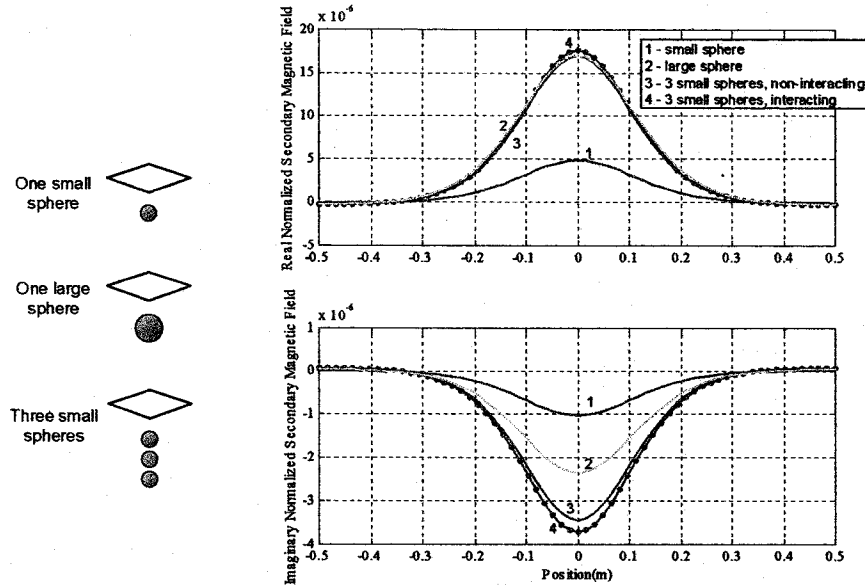 One small
sphere
One large
sphere
Three small
spheres
x 10-6
Real Normalized Secondary Magnetic Field
20
15
10
5
0
-5
-0.5 -0.4 -0.3 -0.2 -0.1 0 0.1 0.2 0.3 0.4 0.5
4
2
3
1
1 - small sphere
2 - large sphere
3 - 3 small spheres, non-interacting
4 - 3 small spheres, interacting
x 10-6
Imaginary Normalized Secondary Magnetic Field
1
0
-1
-2
-3
-4
1
2
3
4
-0.5 -0.4 -0.3 -0.2 -0.1 0 0.1 0.2 0.3 0.4 0.5
Position(m)